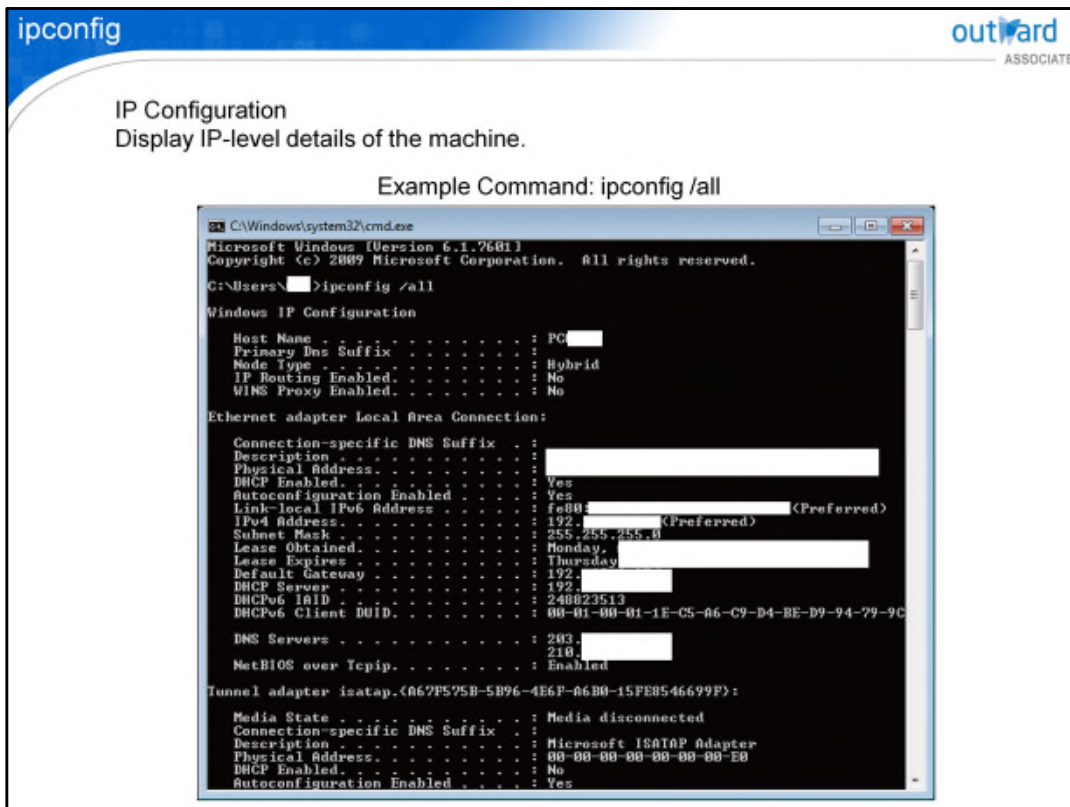 ipconfig
outward
ASSOCIATE
IP Configuration
Display IP-level details of the machine.
Example Command: ipconfig /all
C:\Windows\system32\cmd.exe
Microsoft Windows [Version 6.1.7601]
Copyright (c) 2009 Microsoft Corporation.  All rights reserved.
C:\Users\ >ipconfig /all
Windows IP Configuration
Host Name . . . . . . . . . . . . : PC
Primary Dns Suffix  . . . . . . . :
Node Type . . . . . . . . . . . . : Hybrid
IP Routing Enabled. . . . . . . . : No
WINS Proxy Enabled. . . . . . . . : No
Ethernet adapter Local Area Connection:
Connection-specific DNS Suffix  . :
Description . . . . . . . . . . . :
Physical Address. . . . . . . . . :
DHCP Enabled. . . . . . . . . . . : Yes
Autoconfiguration Enabled . . . . : Yes
Link-local IPv6 Address . . . . . : fe80: (Preferred)
IPv4 Address. . . . . . . . . . . : 192. (Preferred)
Subnet Mask . . . . . . . . . . . : 255.255.255.0
Lease Obtained. . . . . . . . . . : Monday,
Lease Expires . . . . . . . . . . : Thursday
Default Gateway . . . . . . . . . : 192.
DHCP Server . . . . . . . . . . . : 192.
DHCPv6 IAID . . . . . . . . . . . : 248823513
DHCPv6 Client DUID. . . . . . . . : 00-01-00-01-1E-C5-A6-C9-D4-BE-D9-94-79-9C
DNS Servers . . . . . . . . . . . : 203.
210.
NetBIOS over Tcpip. . . . . . . . : Enabled
Tunnel adapter isatap.{A67F575B-5B96-4E6F-A6B0-15FE8546699F}:
Media State . . . . . . . . . . . : Media disconnected
Connection-specific DNS Suffix  . :
Description . . . . . . . . . . . : Microsoft ISATAP Adapter
Physical Address. . . . . . . . . : 00-00-00-00-00-00-00-E0
DHCP Enabled. . . . . . . . . . . : No
Autoconfiguration Enabled . . . . : Yes